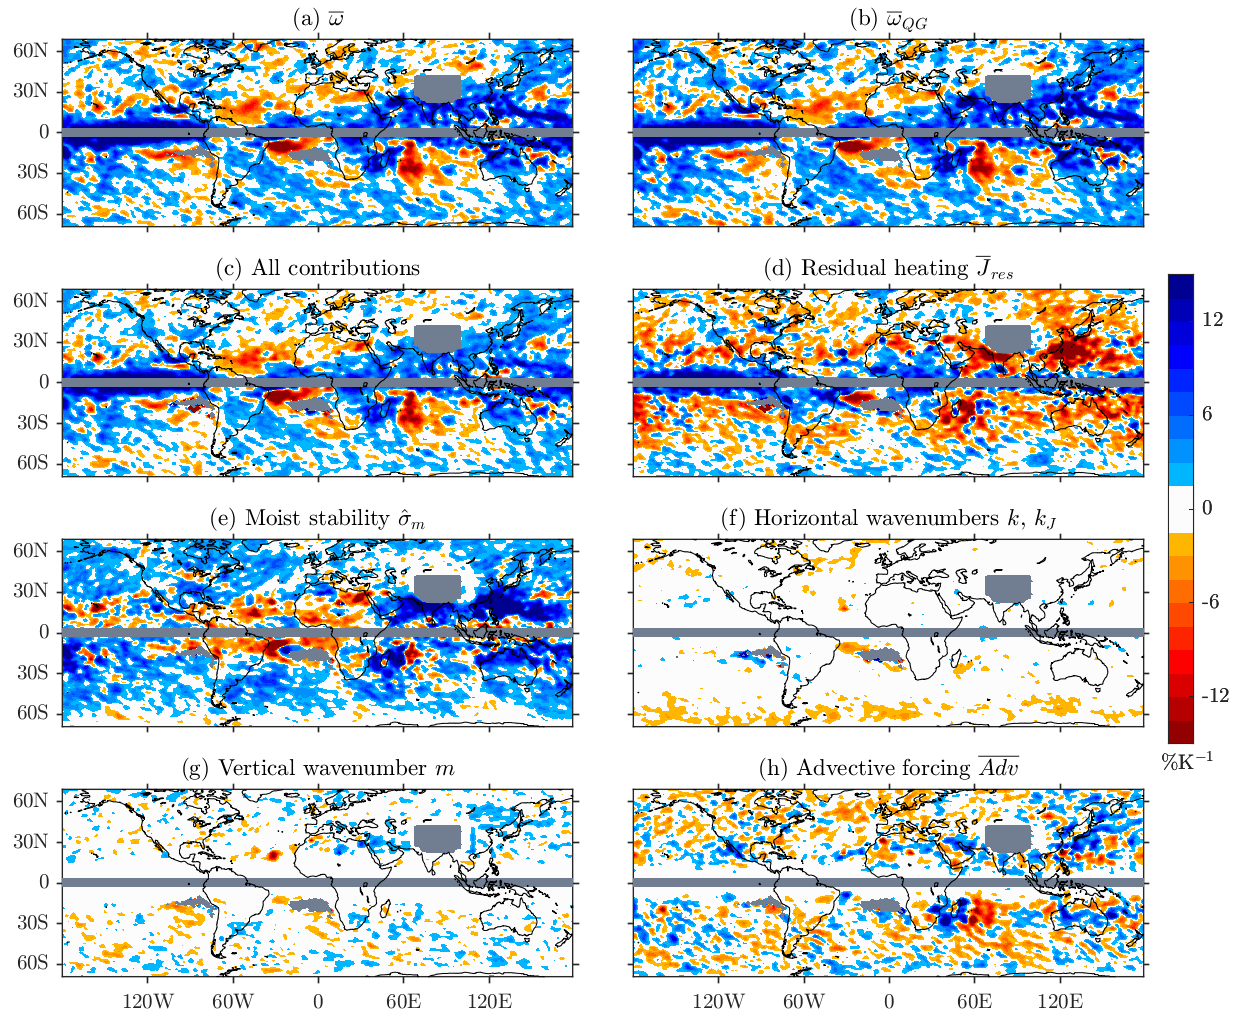 (a) ω̅
(b) ω̅_QG
60N
30N
0
30S
60S
(c) All contributions
(d) Residual heating J̅_res
60N
30N
0
30S
60S
12
6
0
-6
-12
%K⁻¹
(e) Moist stability σ̂_m
(f) Horizontal wavenumbers k, k_J
60N
30N
0
30S
60S
(g) Vertical wavenumber m
(h) Advective forcing A̅d̅v̅
60N
30N
0
30S
60S
120W 60W 0 60E 120E
120W 60W 0 60E 120E